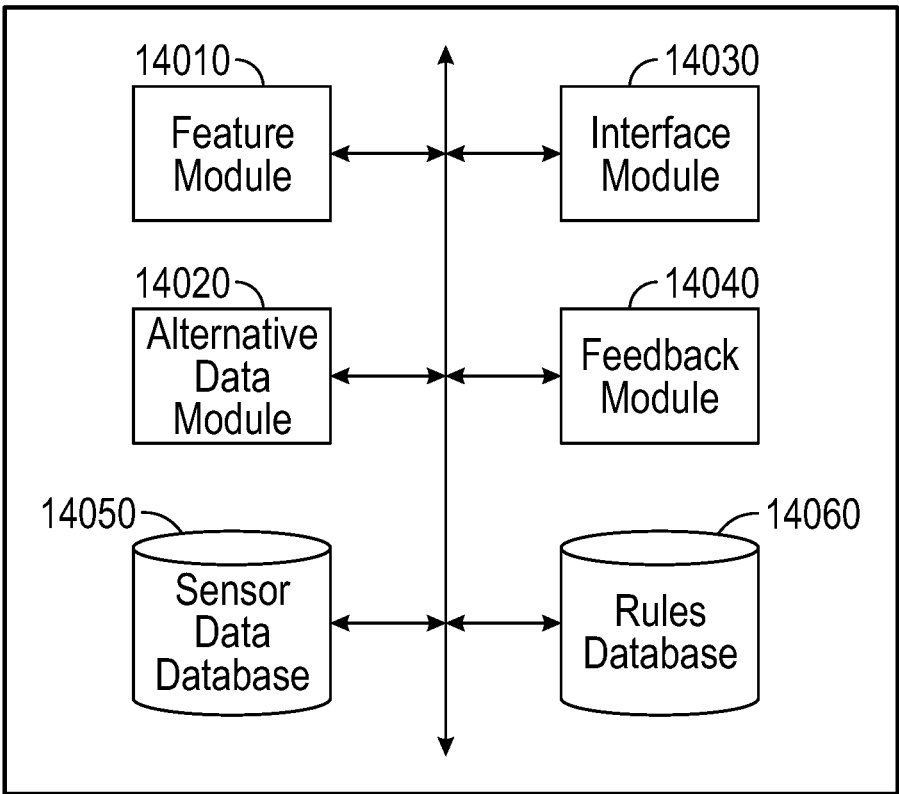 14010
Feature
Module
14030
Interface
Module
14020
Alternative
Data
Module
14040
Feedback
Module
14050
Sensor
Data
Database
14060
Rules
Database